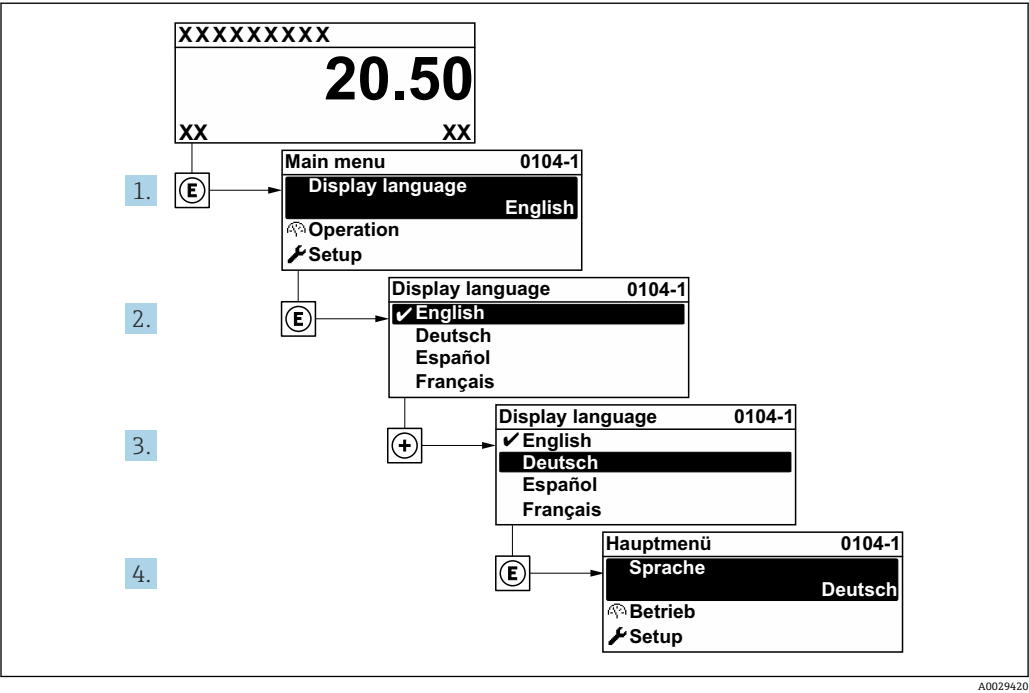 XXXXXXXXX
20.50
XX XX
1. E
Main menu 0104-1
Display language
English
Operation
Setup
2. E
Display language 0104-1
✔ English
Deutsch
Español
Français
3. +
Display language 0104-1
✔ English
Deutsch
Español
Français
4. E
Hauptmenü 0104-1
Sprache
Deutsch
Betrieb
Setup
A0029420